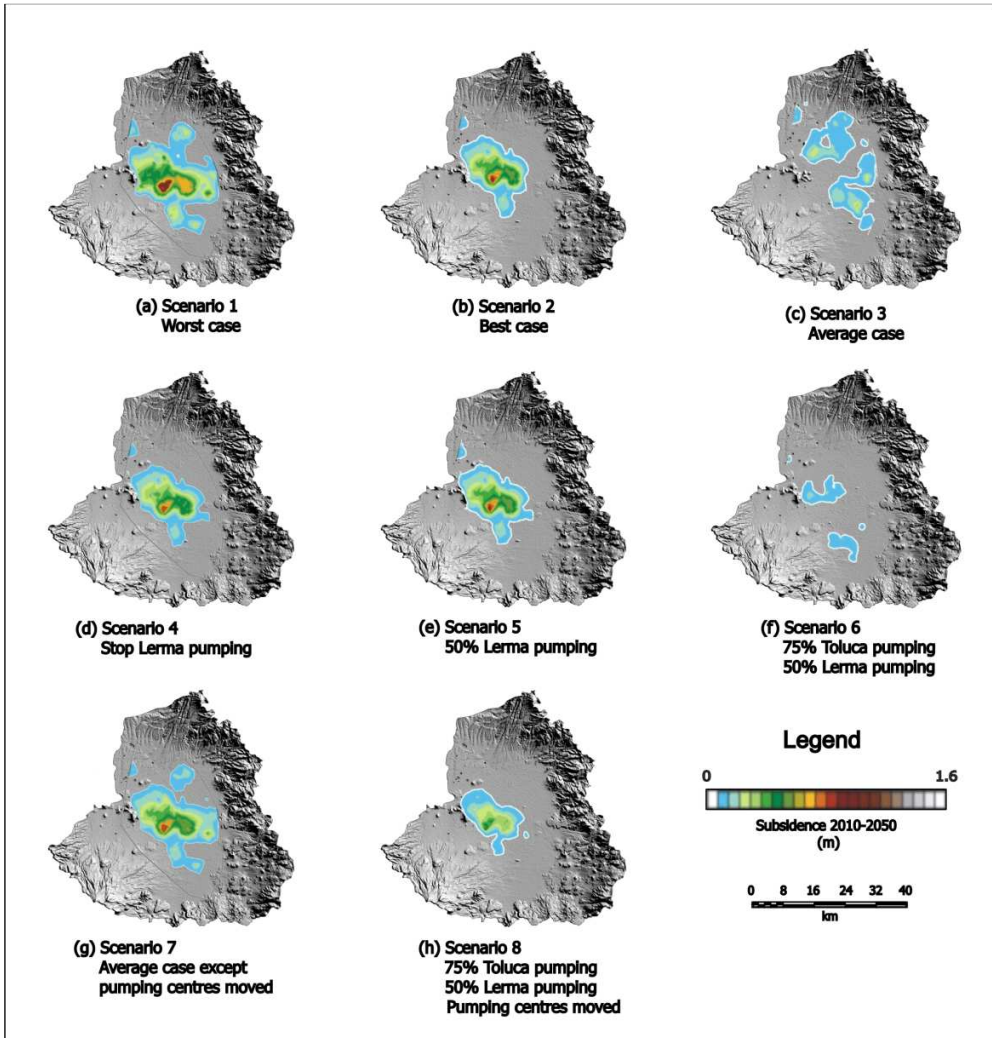 (a) Scenario 1
Worst case
(b) Scenario 2
Best case
(c) Scenario 3
Average case
(d) Scenario 4
Stop Lerma pumping
(e) Scenario 5
50% Lerma pumping
(f) Scenario 6
75% Toluca pumping
50% Lerma pumping
(g) Scenario 7
Average case except
pumping centres moved
(h) Scenario 8
75% Toluca pumping
50% Lerma pumping
Pumping centres moved
Legend
0 1.6
Subsidence 2010-2050
(m)
0 8 16 24 32 40
km